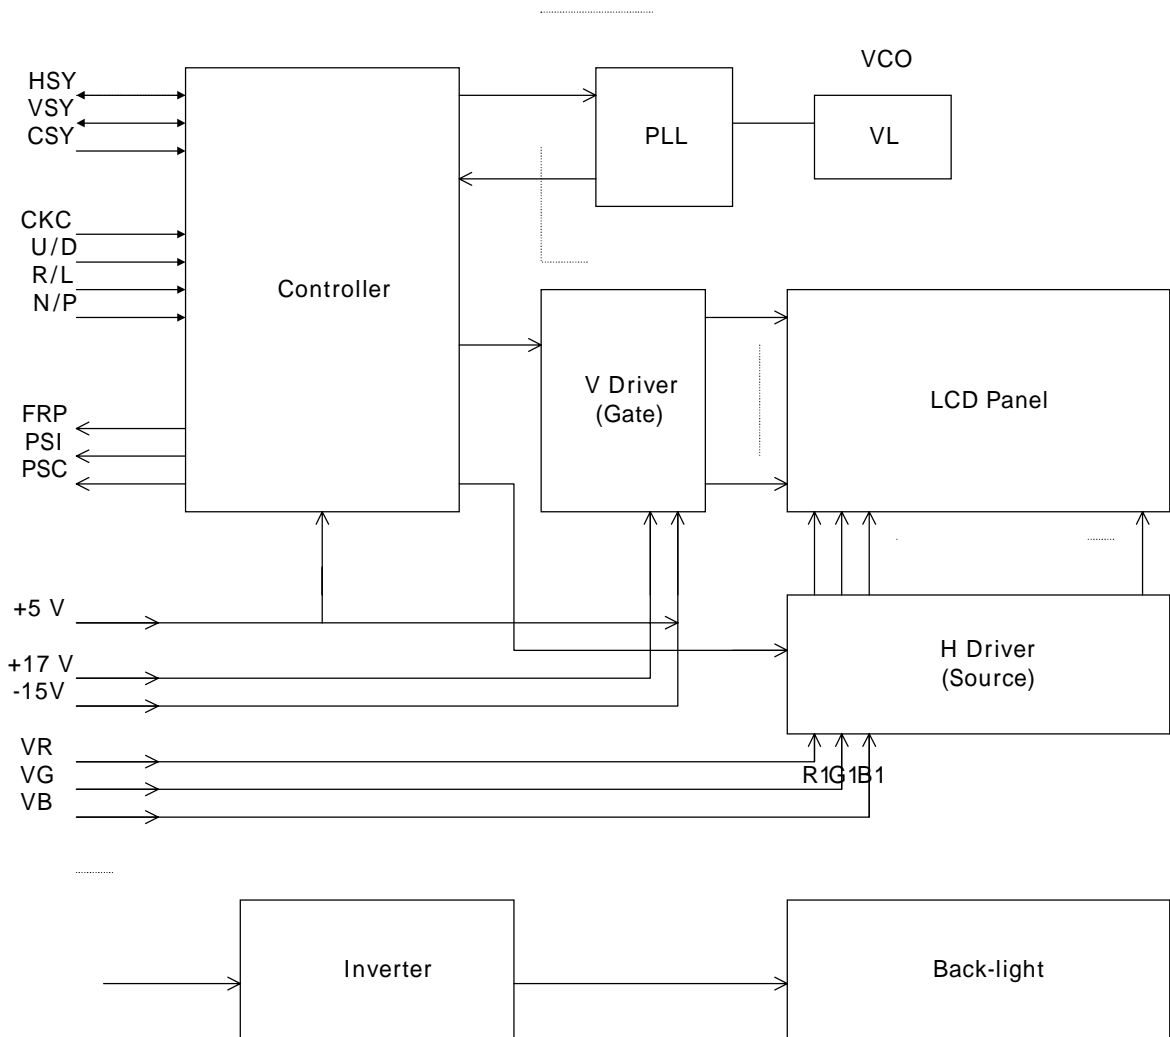 VCO
HSY
VSY
CSY
PLL
VL
CKC
U/D
R/L
N/P
Controller
V Driver
(Gate)
LCD Panel
FRP
PSI
PSC
+5 V
+17 V
-15V
H Driver
(Source)
VR
VG
VB
R1G1B1
Inverter
Back-light